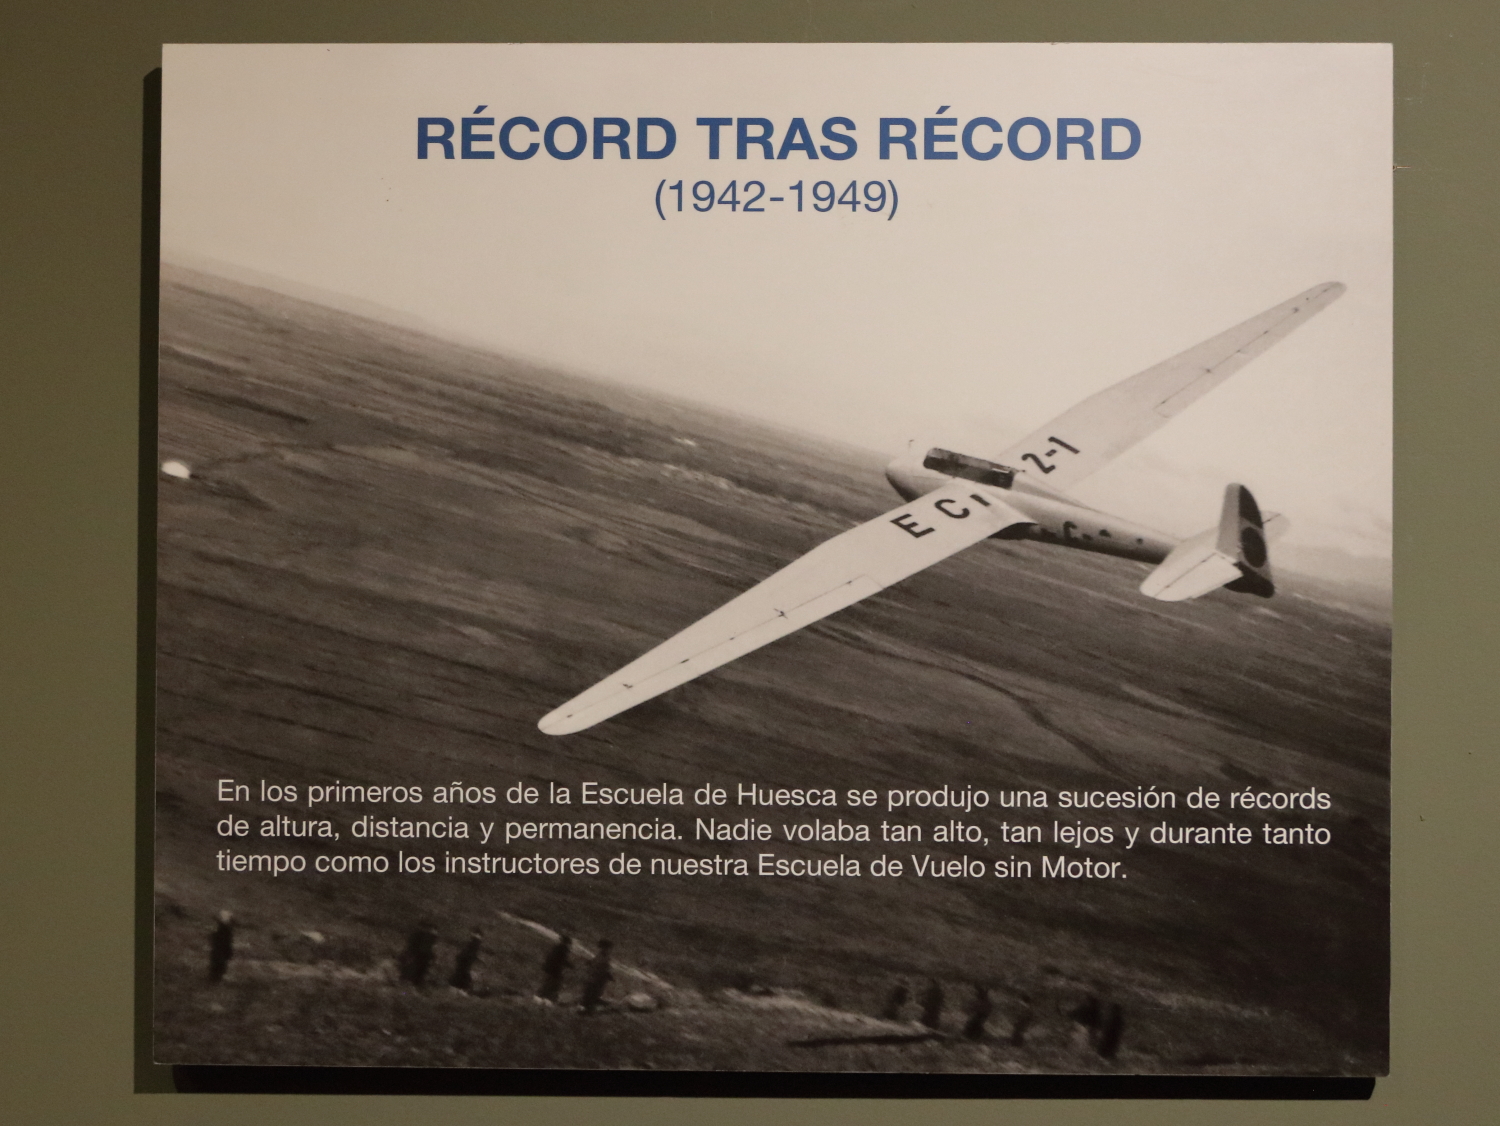 RÉCORD TRAS RÉCORD
(1942-1949)
2-1
E C
En los primeros años de la Escuela de Huesca se produjo una sucesión de récords
de altura, distancia y permanencia. Nadie volaba tan alto, tan lejos y durante tanto
tiempo como los instructores de nuestra Escuela de Vuelo sin Motor.